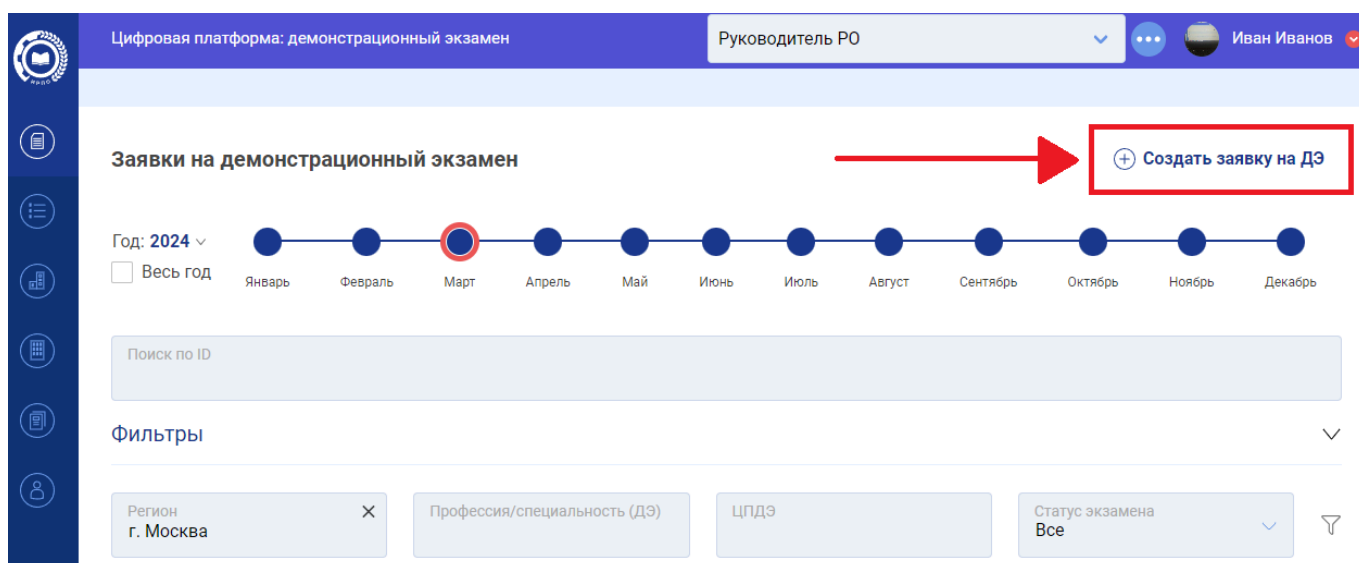 Цифровая платформа: демонстрационный экзамен
Руководитель РО
Иван Иванов
ИРПО
Заявки на демонстрационный экзамен
Создать заявку на ДЭ
Год: 2024
Весь год
Январь Февраль Март Апрель Май Июнь Июль Август Сентябрь Октябрь Ноябрь Декабрь
Поиск по ID
Фильтры
Регион
г. Москва
Профессия/специальность (ДЭ)
ЦПДЭ
Статус экзамена
Все